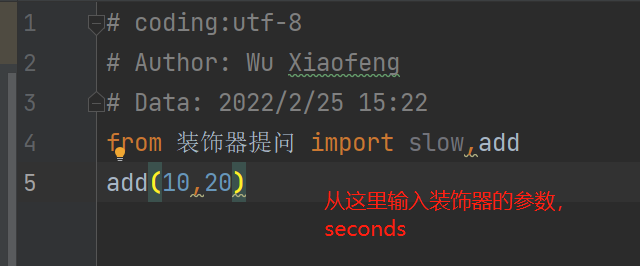 1 # coding:utf-8
2 # Author: Wu Xiaofeng
3 # Data: 2022/2/25 15:22
4 from 装饰器提问 import slow,add
5 add(10,20)
从这里输入装饰器的参数,
seconds